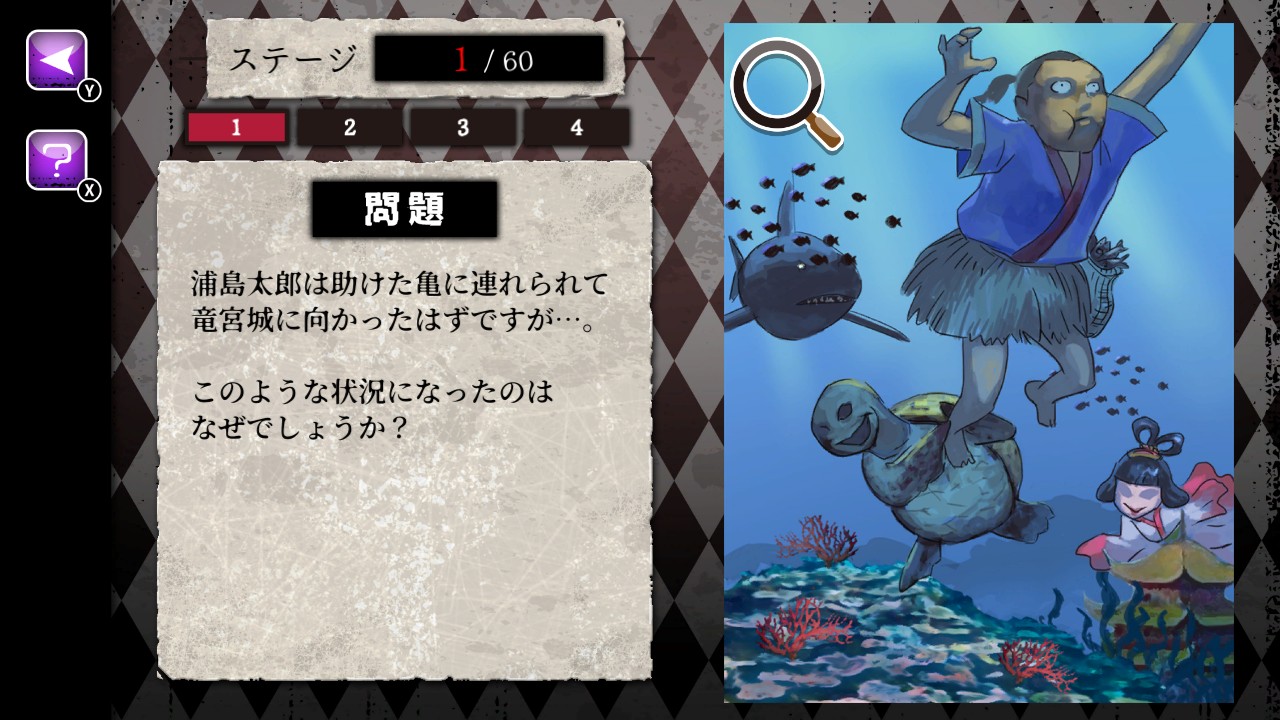 ステージ 1 / 60
1 2 3 4
問題
浦島太郎は助けた亀に連れられて
竜宮城に向かったはずですが…。
このような状況になったのは
なぜでしょうか？
Y
?
X